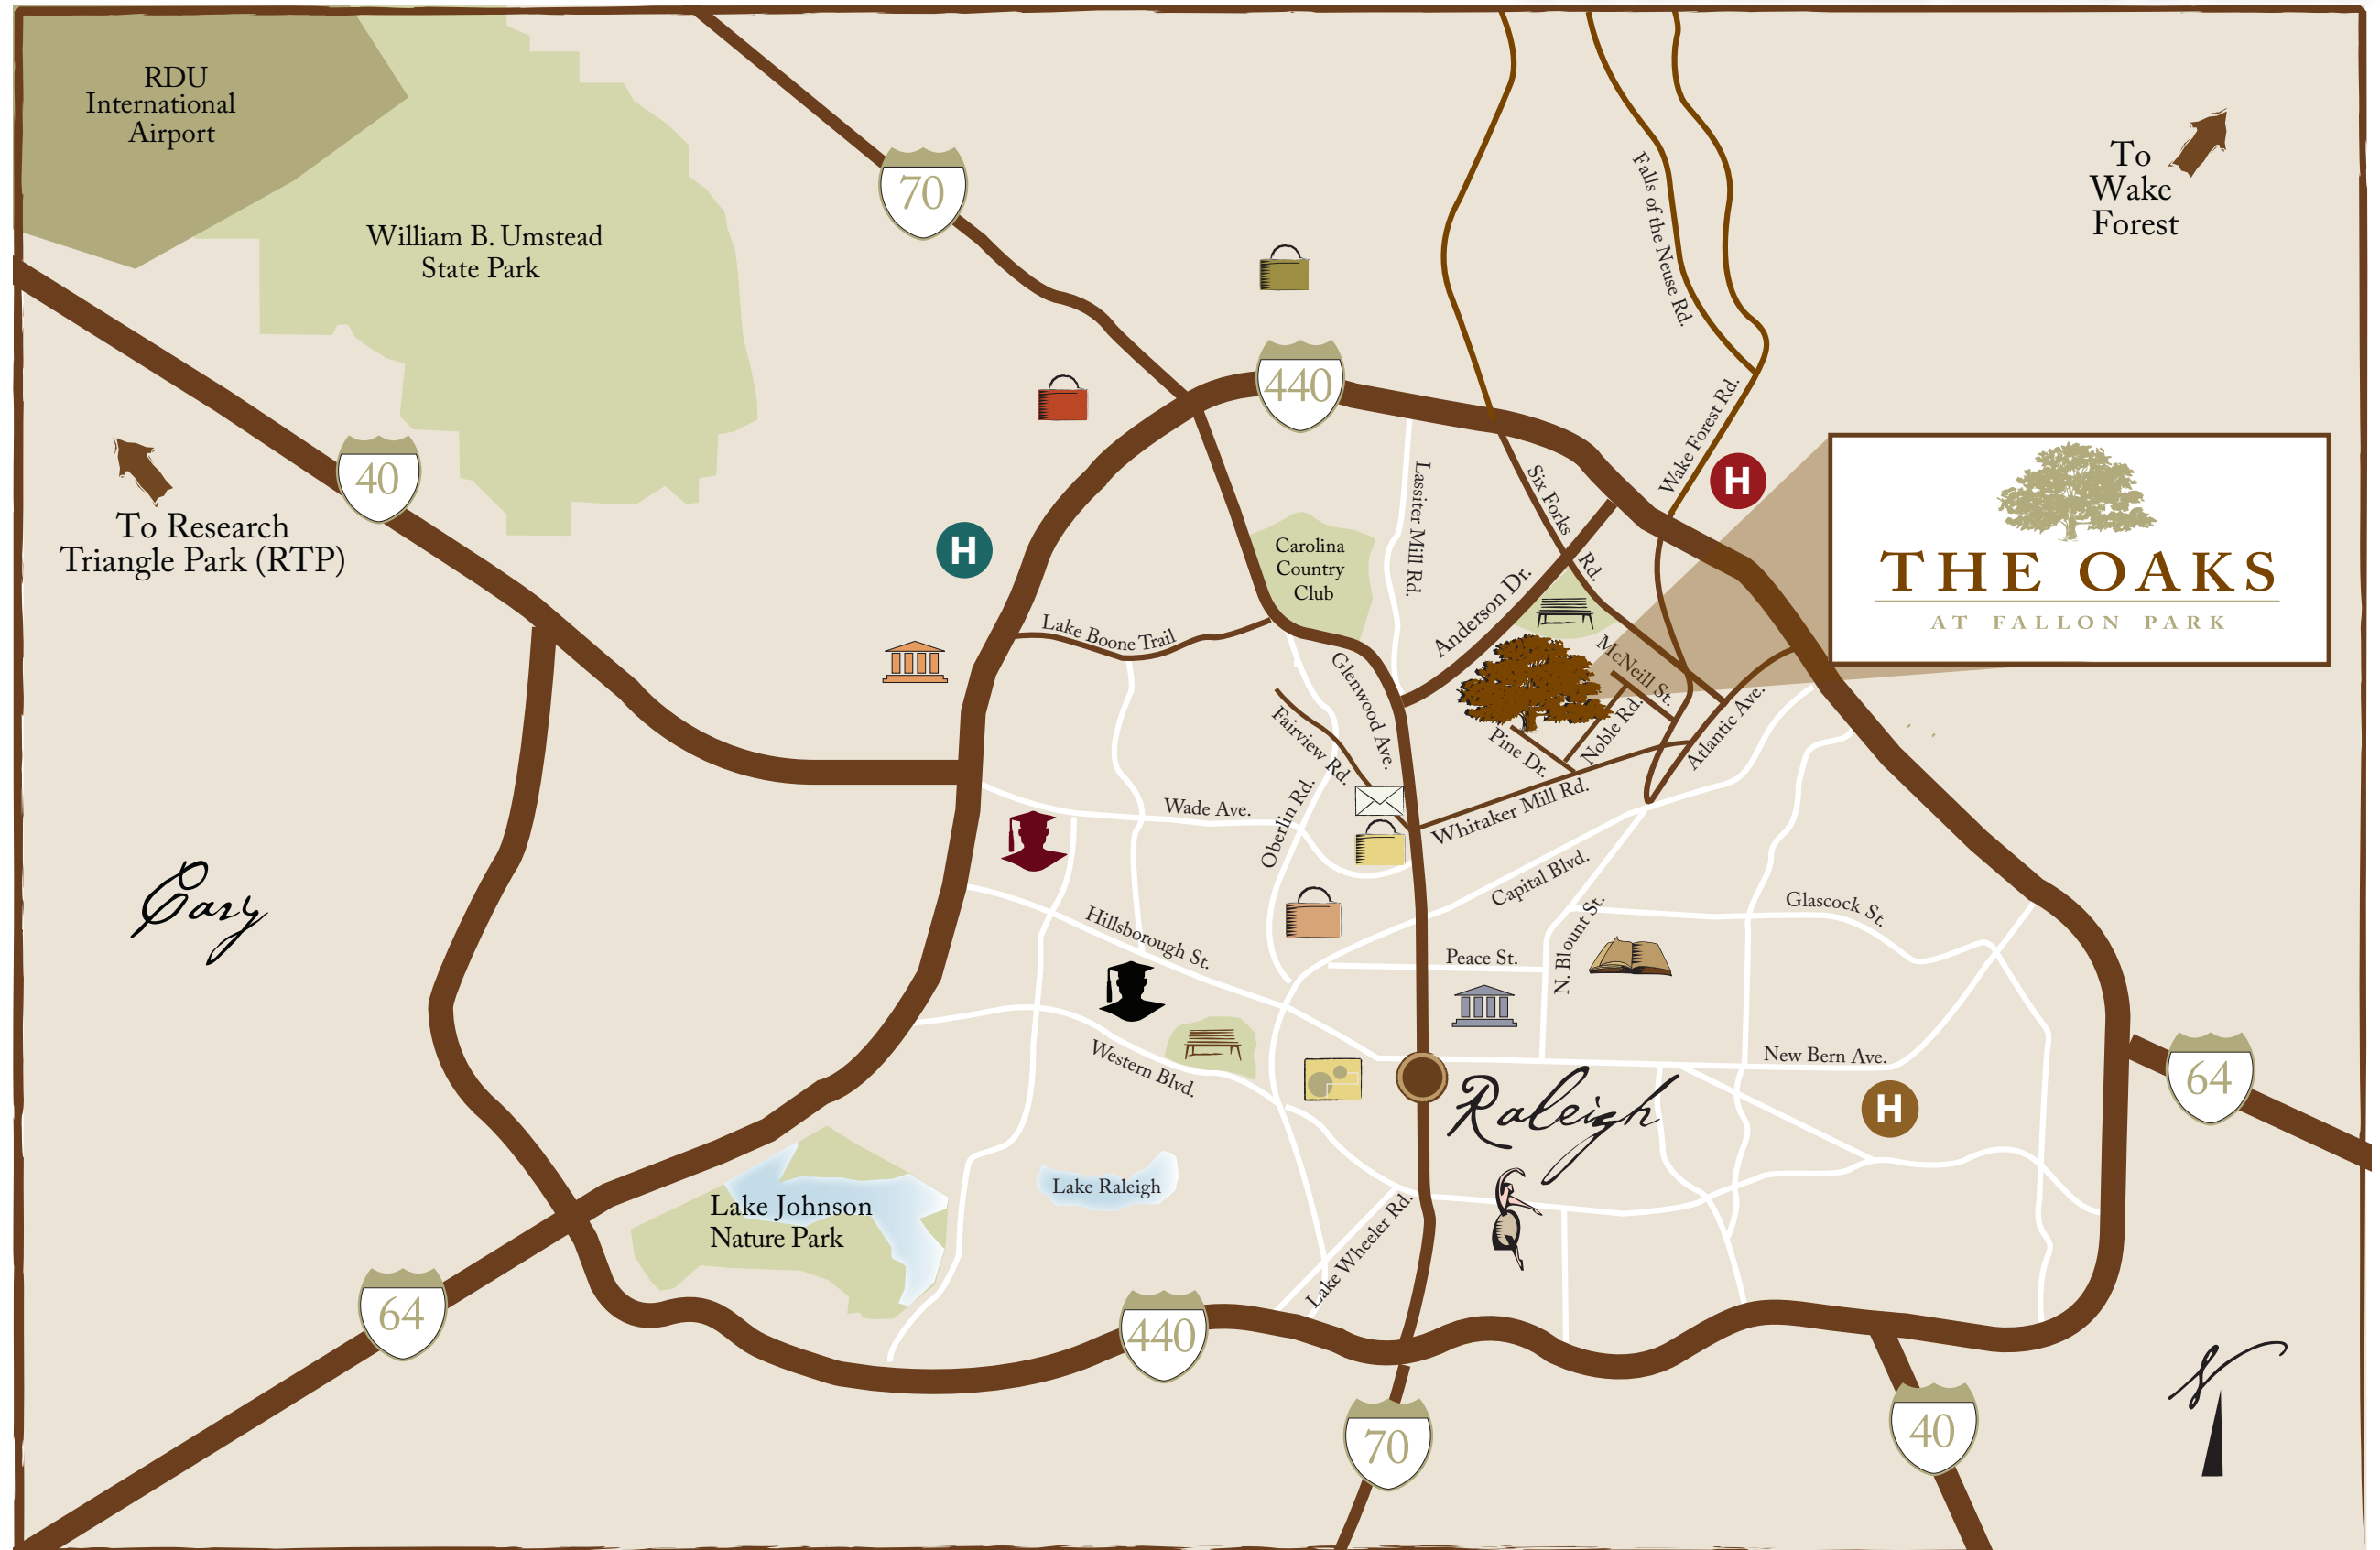 RDU
International
Airport
William B. Umstead
State Park
70
To
Wake
Forest
Falls of the Neuse Rd.
440
40
To Research
Triangle Park (RTP)
Wake Forest Rd.
H
H
Lassiter Mill Rd.
Six Forks Rd.
Carolina
Country
Club
Anderson Dr.
THE OAKS
AT FALLON PARK
Lake Boone Trail
McNeill St.
Glenwood Ave.
Fairview Rd.
Pine Dr.
Noble Rd.
Atlantic Ave.
Wade Ave.
Oberlin Rd.
Whitaker Mill Rd.
Cary
Capital Blvd.
Hillsborough St.
Glascock St.
N. Blount St.
Peace St.
Western Blvd.
New Bern Ave.
64
H
Raleigh
Lake Raleigh
Lake Johnson
Nature Park
Lake Wheeler Rd.
64
440
70
40
N